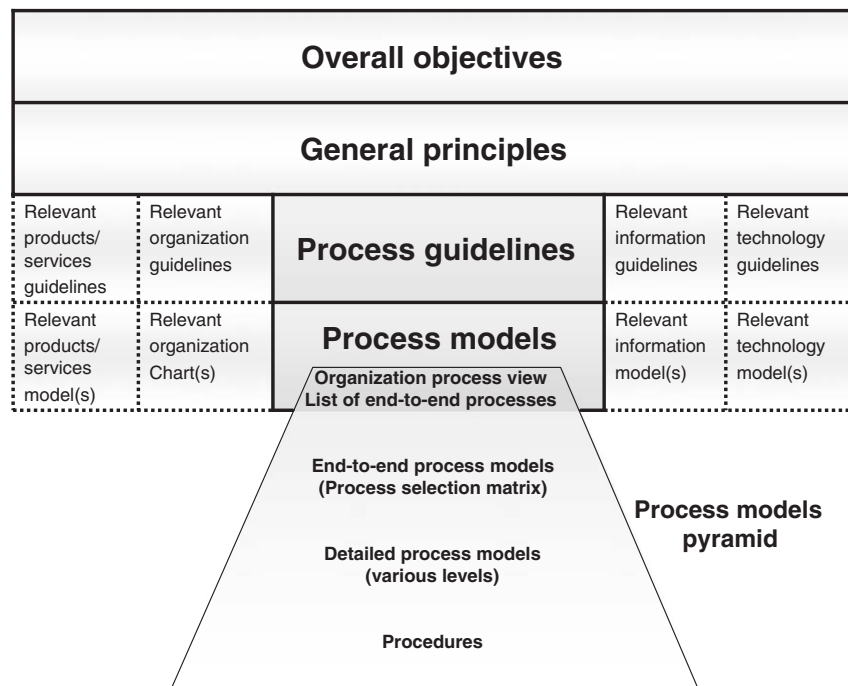 Overall objectives
General principles
Relevant
products/
services
guidelines
Relevant
organization
guidelines
Process guidelines
Relevant
information
guidelines
Relevant
technology
guidelines
Relevant
products/
services
model(s)
Relevant
organization
Chart(s)
Process models
Organization process view
List of end-to-end processes
Relevant
information
model(s)
Relevant
technology
model(s)
End-to-end process models
(Process selection matrix)
Process models
pyramid
Detailed process models
(various levels)
Procedures